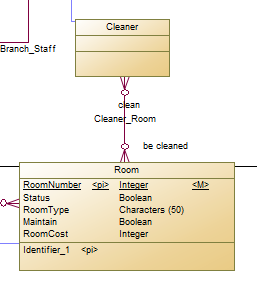 Cleaner
Branch_Staff
clean
Cleaner_Room
be cleaned
Room
RoomNumber <pi> Integer <M>
Status Boolean
RoomType Characters (50)
Maintain Boolean
RoomCost Integer
Identifier_1 <pi>